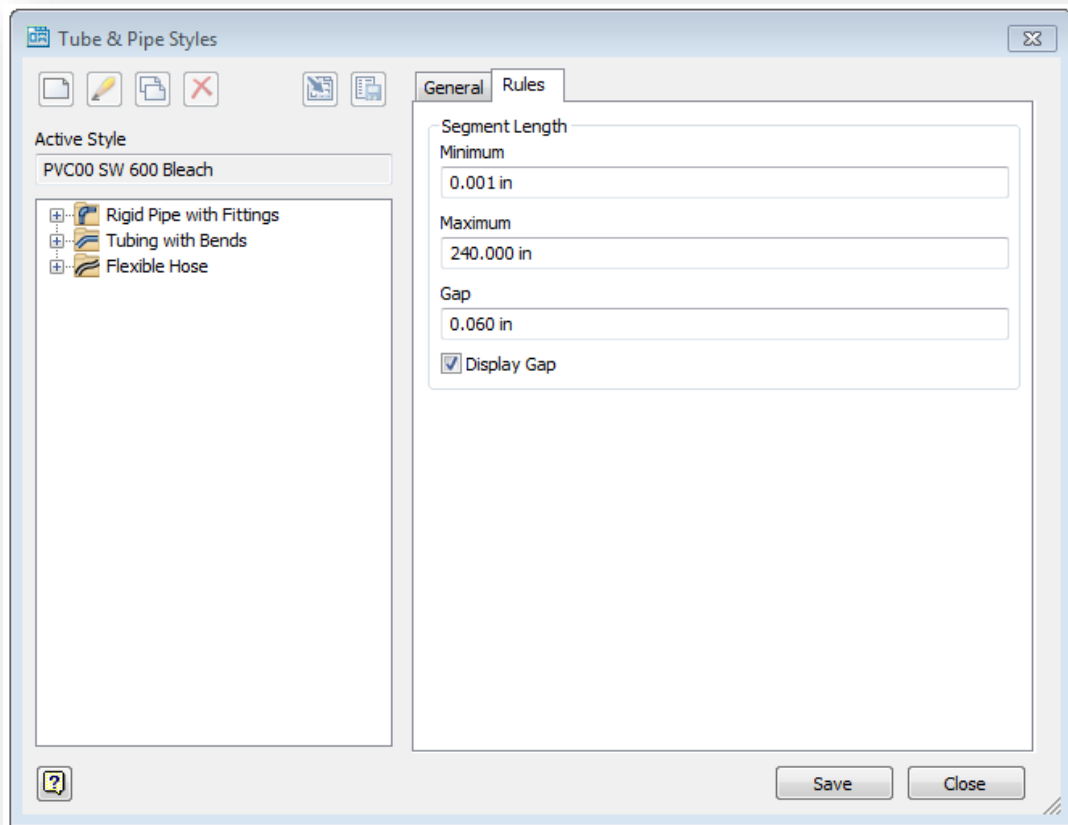 Tube & Pipe Styles
Active Style
PVC00 SW 600 Bleach
Rigid Pipe with Fittings
Tubing with Bends
Flexible Hose
General
Rules
Segment Length
Minimum
0.001 in
Maximum
240.000 in
Gap
0.060 in
Display Gap
?
Save
Close